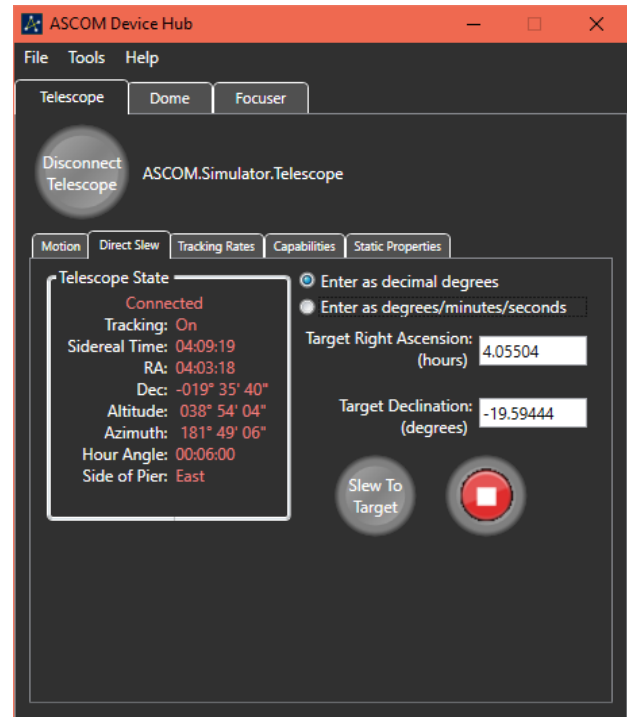 ASCOM Device Hub
File Tools Help
Telescope Dome Focuser
Disconnect
Telescope
ASCOM.Simulator.Telescope
Motion Direct Slew Tracking Rates Capabilities Static Properties
Telescope State
Connected
Tracking: On
Sidereal Time: 04:09:19
RA: 04:03:18
Dec: -019° 35' 40"
Altitude: 038° 54' 04"
Azimuth: 181° 49' 06"
Hour Angle: 00:06:00
Side of Pier: East
Enter as decimal degrees
Enter as degrees/minutes/seconds
Target Right Ascension:
(hours)
4.05504
Target Declination:
(degrees)
-19.59444
Slew To
Target